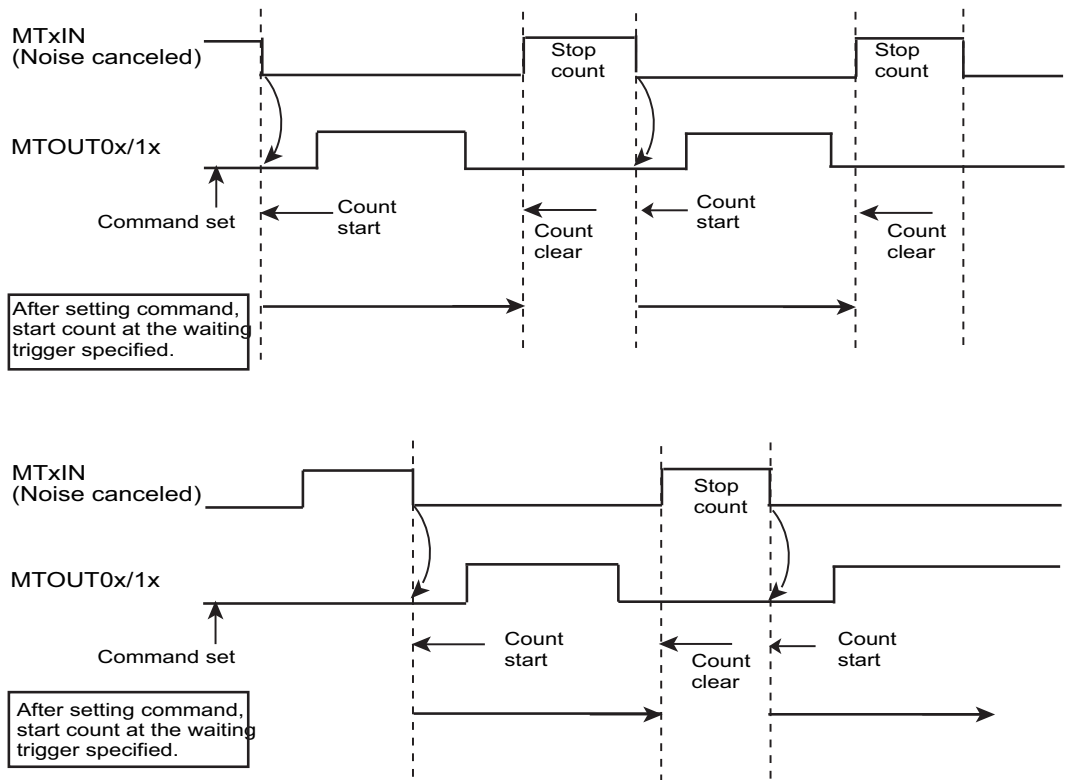 MTxIN
(Noise canceled)
Stop
count
Stop
count
MTOUT0x/1x
Command set
Count
start
Count
clear
Count
start
Count
clear
After setting command,
start count at the waiting
trigger specified.
MTxIN
(Noise canceled)
Stop
count
MTOUT0x/1x
Command set
Count
start
Count
clear
Count
start
After setting command,
start count at the waiting
trigger specified.